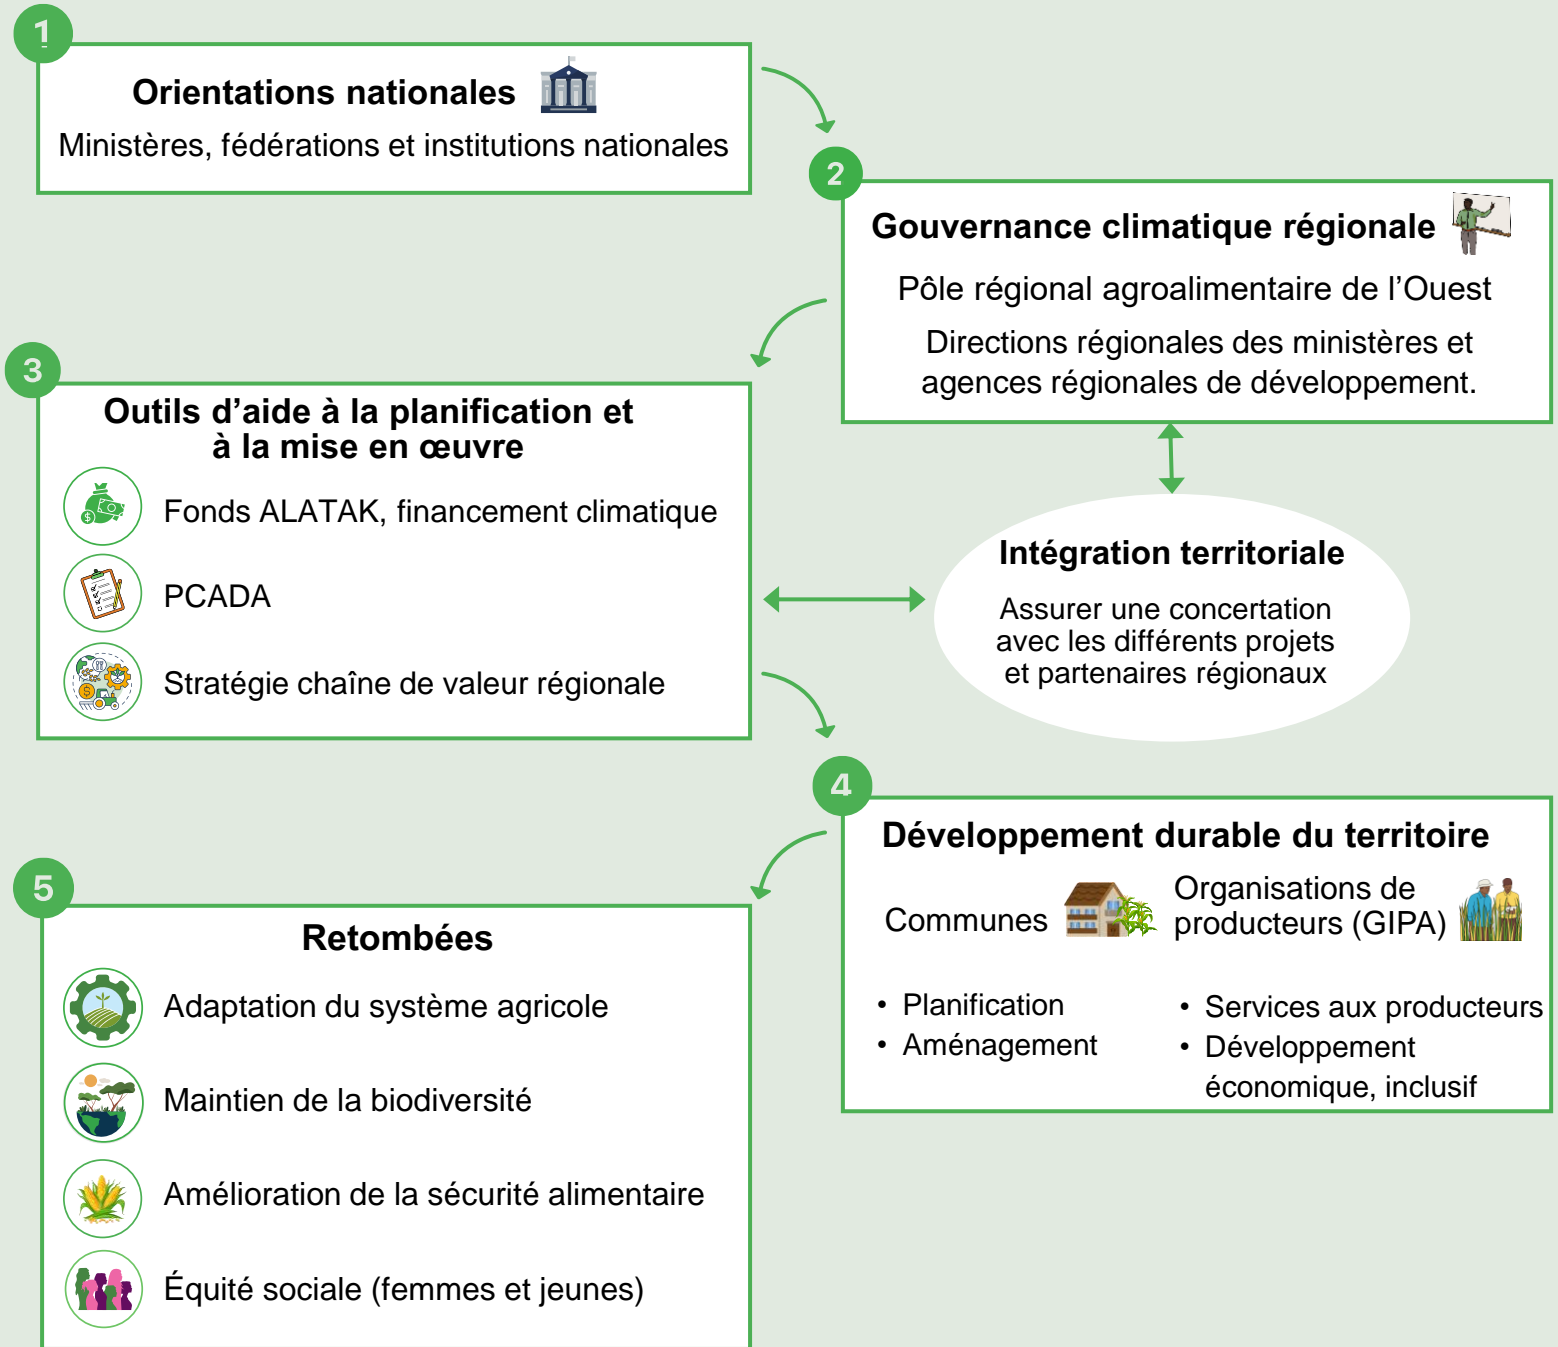 1
Orientations nationales
Ministères, fédérations et institutions nationales
2
Gouvernance climatique régionale
Pôle régional agroalimentaire de l’Ouest
Directions régionales des ministères et
agences régionales de développement.
3
Outils d’aide à la planification et
à la mise en œuvre
Fonds ALATAK, financement climatique
PCADA
Stratégie chaîne de valeur régionale
Intégration territoriale
Assurer une concertation
avec les différents projets
et partenaires régionaux
4
Développement durable du territoire
Communes
• Planification
• Aménagement
Organisations de
producteurs (GIPA)
• Services aux producteurs
• Développement
économique, inclusif
5
Retombées
Adaptation du système agricole
Maintien de la biodiversité
Amélioration de la sécurité alimentaire
Équité sociale (femmes et jeunes)